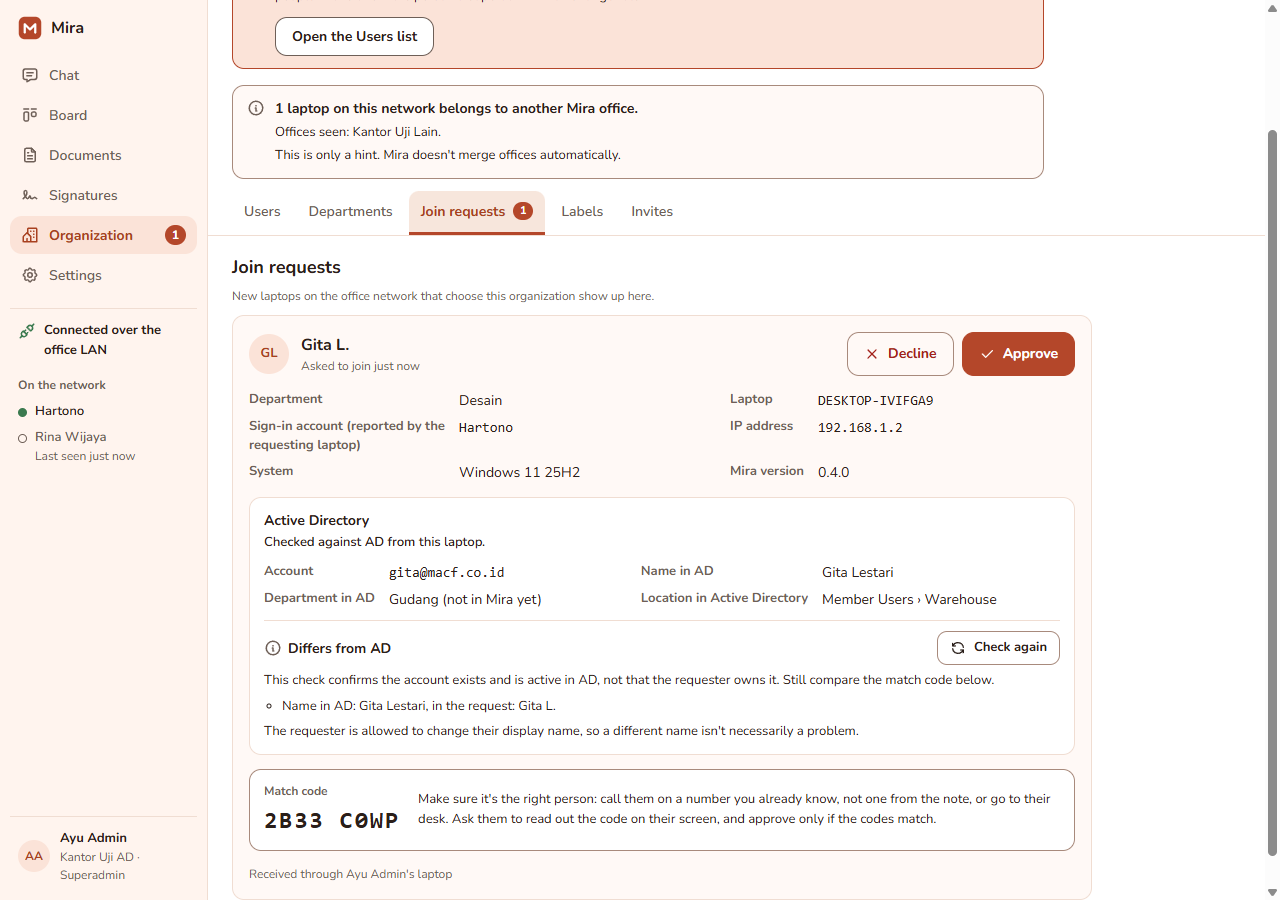 Mira
Chat
Board
Documents
Signatures
Organization 1
Settings
Connected over the
office LAN
On the network
Hartono
Rina Wijaya
Last seen just now
AA
Ayu Admin
Kantor Uji AD ·
Superadmin
Open the Users list
1 laptop on this network belongs to another Mira office.
Offices seen: Kantor Uji Lain.
This is only a hint. Mira doesn't merge offices automatically.
Users Departments Join requests 1 Labels Invites
Join requests
New laptops on the office network that choose this organization show up here.
GL
Gita L.
Asked to join just now
Decline
Approve
Department Desain Laptop DESKTOP-IVIFGA9
Sign-in account (reported by the
requesting laptop) Hartono IP address 192.168.1.2
System Windows 11 25H2 Mira version 0.4.0
Active Directory
Checked against AD from this laptop.
Account gita@macf.co.id Name in AD Gita Lestari
Department in AD Gudang (not in Mira yet) Location in Active Directory Member Users › Warehouse
Differs from AD
Check again
This check confirms the account exists and is active in AD, not that the requester owns it. Still compare the match code below.
Name in AD: Gita Lestari, in the request: Gita L.
The requester is allowed to change their display name, so a different name isn't necessarily a problem.
Match code
2B33 C0WP
Make sure it's the right person: call them on a number you already know, not one from the note, or go to their
desk. Ask them to read out the code on their screen, and approve only if the codes match.
Received through Ayu Admin's laptop